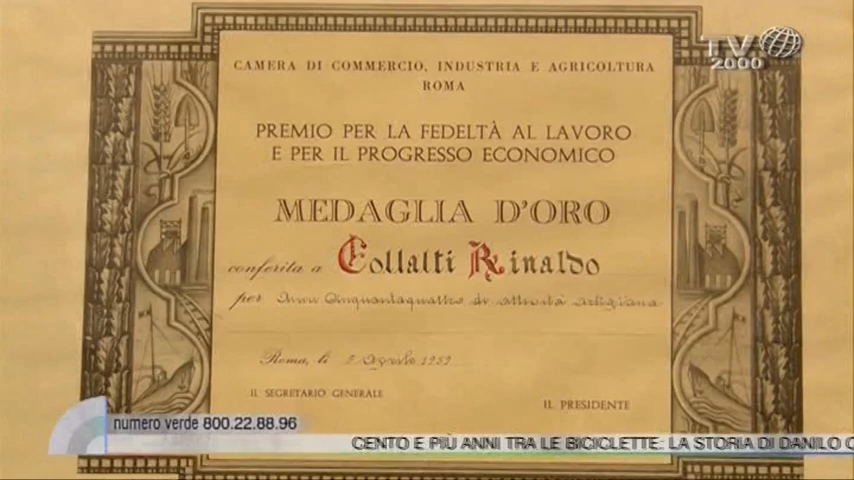 TV
2000
CAMERA DI COMMERCIO, INDUSTRIA E AGRICOLTURA
ROMA
PREMIO PER LA FEDELTÀ AL LAVORO
E PER IL PROGRESSO ECONOMICO
MEDAGLIA D'ORO
conferita a Collalti Rinaldo
per Anni Cinquantaquattro di attività artigiana
Roma, li
IL SEGRETARIO GENERALE
IL PRESIDENTE
numero verde 800.22.88.96
CENTO E PIÙ ANNI TRA LE BICICLETTE: LA STORIA DI DANILO